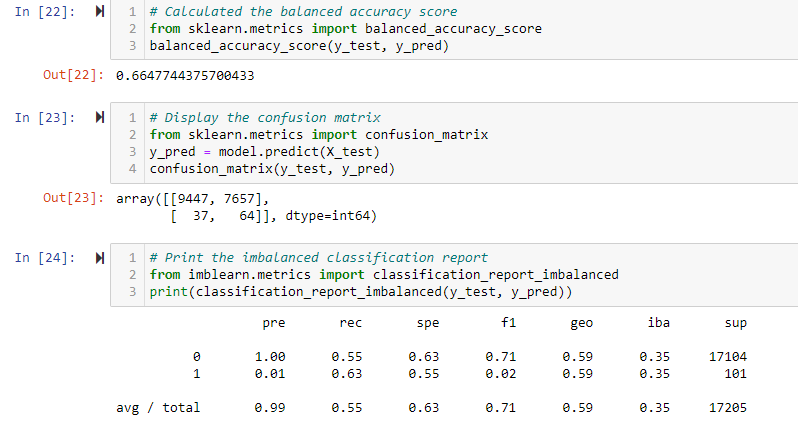 In [22]:
1 # Calculated the balanced accuracy score
2 from sklearn.metrics import balanced_accuracy_score
3 balanced_accuracy_score(y_test, y_pred)
Out[22]: 0.6647744375700433
In [23]:
1 # Display the confusion matrix
2 from sklearn.metrics import confusion_matrix
3 y_pred = model.predict(X_test)
4 confusion_matrix(y_test, y_pred)
Out[23]: array([[9447, 7657],
[  37,   64]], dtype=int64)
In [24]:
1 # Print the imbalanced classification report
2 from imblearn.metrics import classification_report_imbalanced
3 print(classification_report_imbalanced(y_test, y_pred))
pre rec spe f1 geo iba sup
0 1.00 0.55 0.63 0.71 0.59 0.35 17104
1 0.01 0.63 0.55 0.02 0.59 0.35 101
avg / total 0.99 0.55 0.63 0.71 0.59 0.35 17205